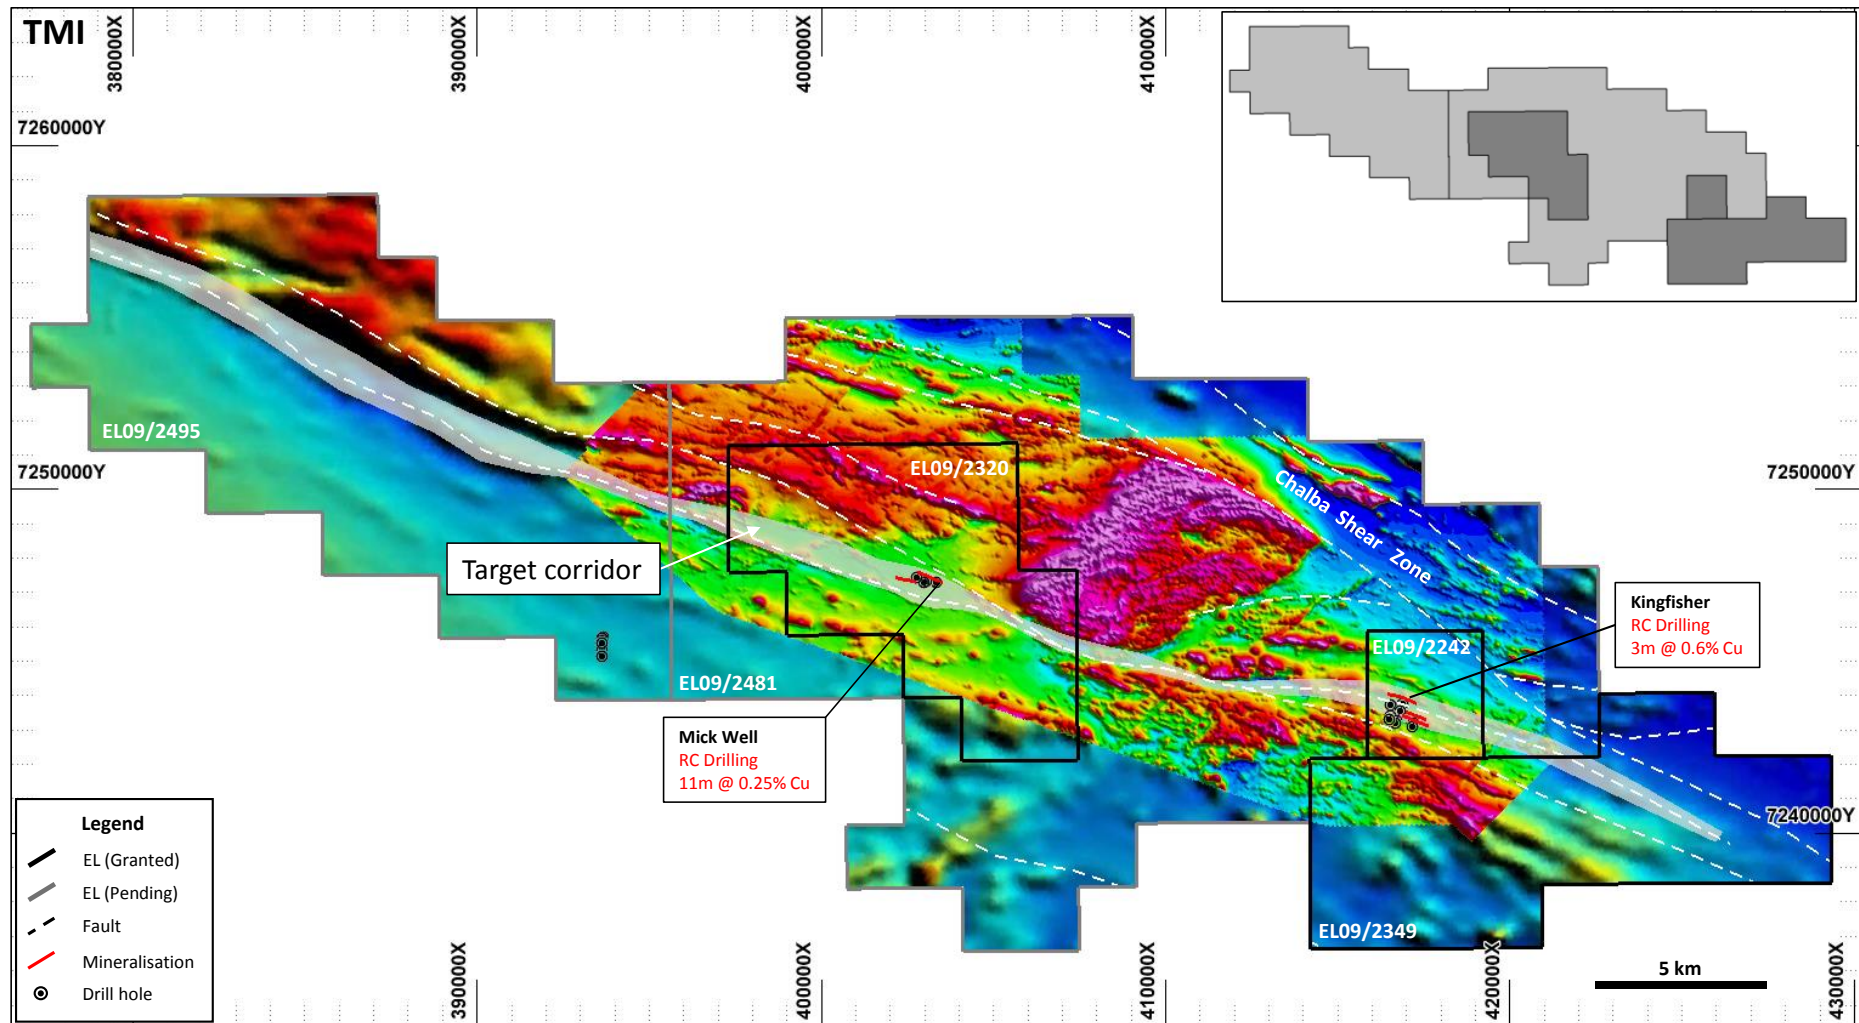 TMI
380000X
390000X
400000X
410000X
7260000Y
7250000Y
7250000Y
EL09/2495
EL09/2320
Chalba Shear Zone
Target corridor
Kingfisher
RC Drilling
3m @ 0.6% Cu
EL09/2242
EL09/2481
Mick Well
RC Drilling
11m @ 0.25% Cu
7240000Y
Legend
EL (Granted)
EL (Pending)
Fault
Mineralisation
Drill hole
EL09/2349
390000X
400000X
410000X
420000X
430000X
5 km